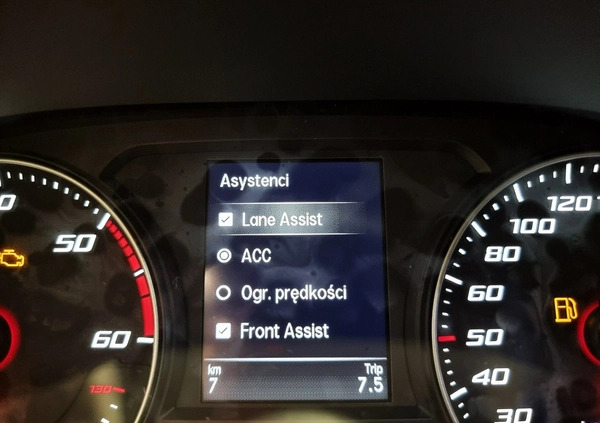 Asystenci
Lane Assist
ACC
Ogr. prędkości
Front Assist
km
Trip
7
7.5
50
60
130
120
100
80
60
50
40
30